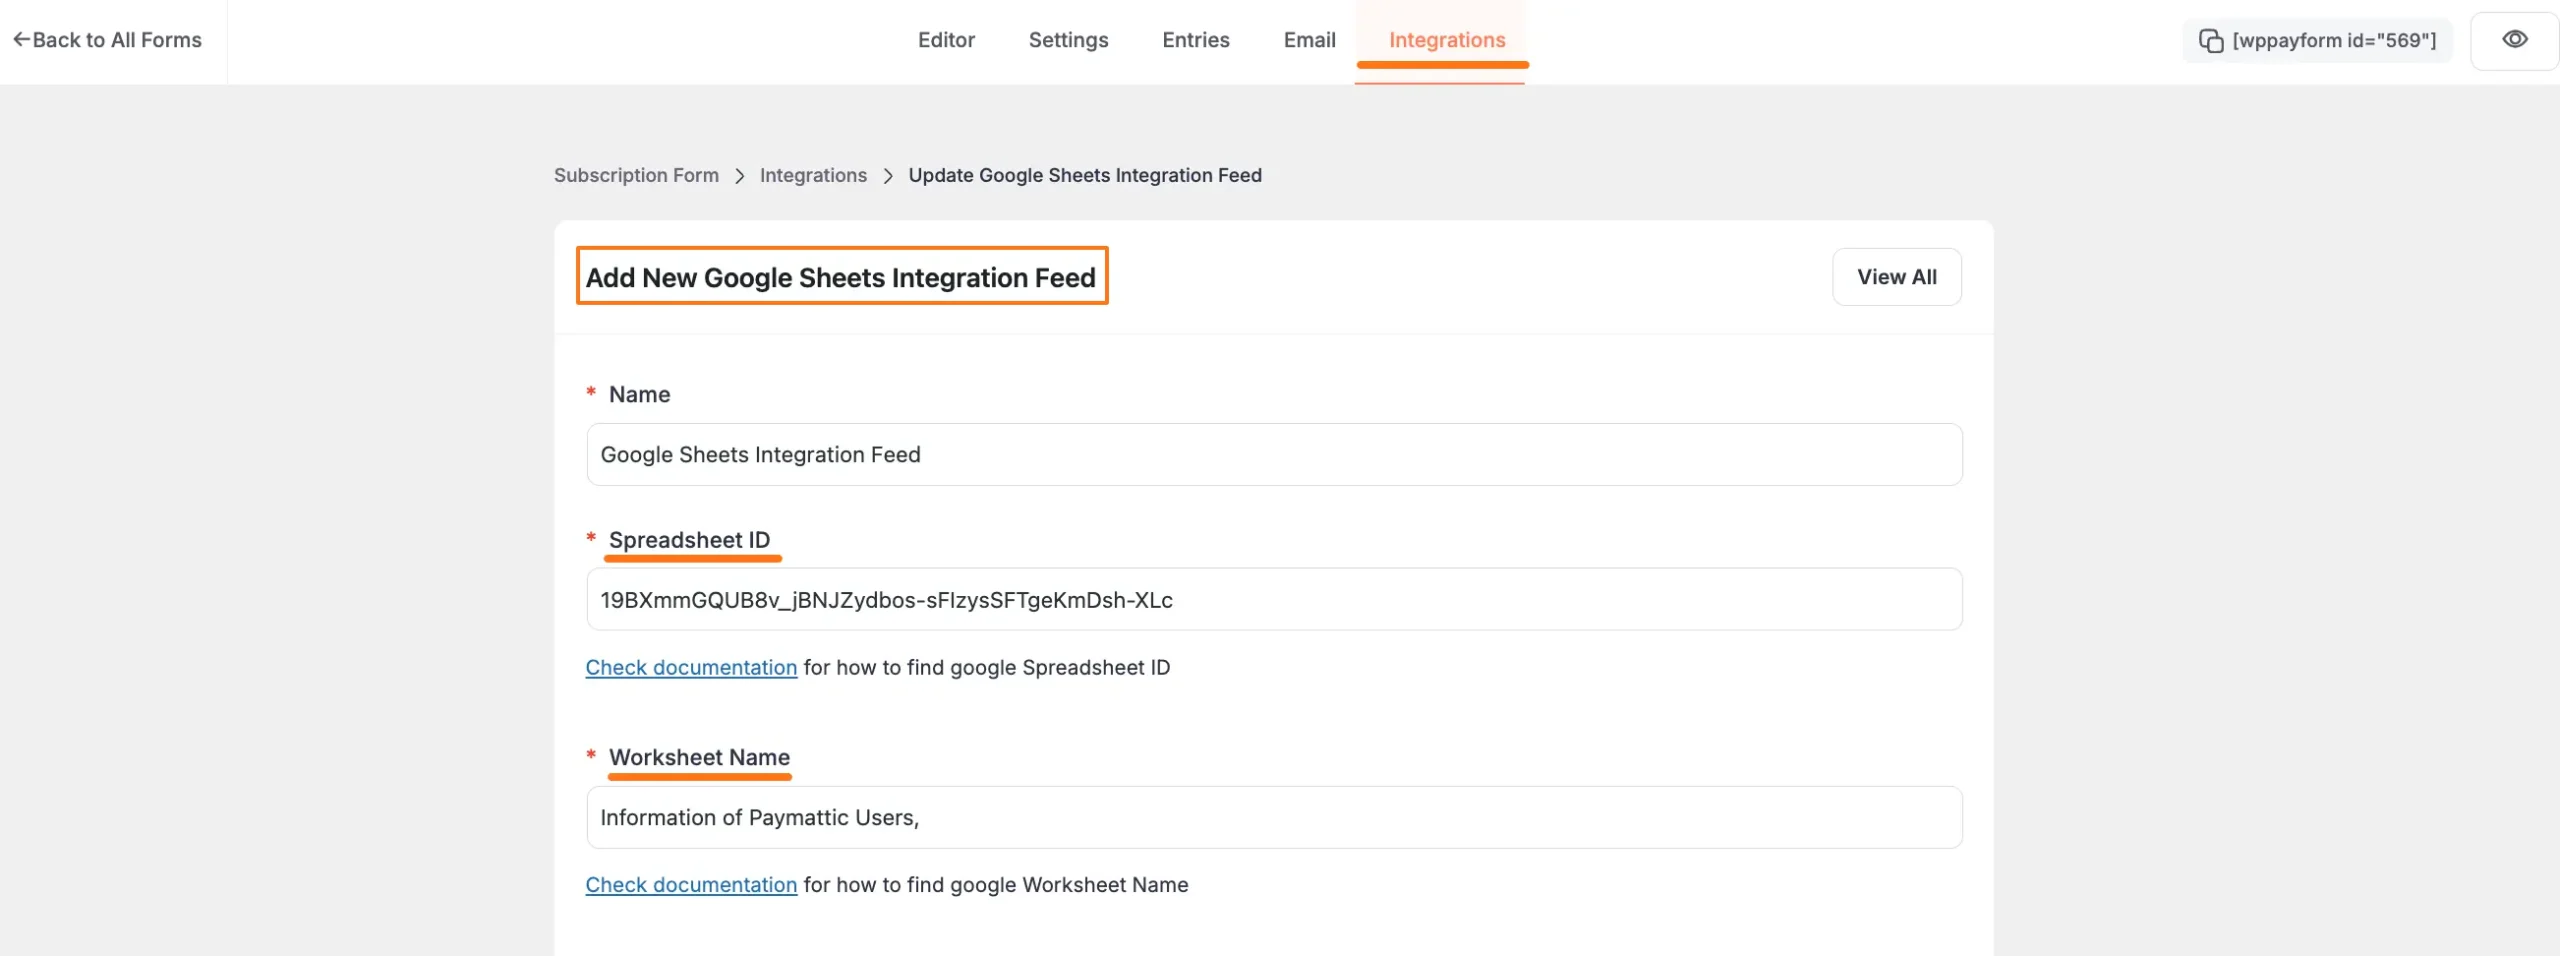 Back to All Forms
Editor Settings Entries Email Integrations
[wppayform id="569"]
Subscription Form > Integrations > Update Google Sheets Integration Feed
Add New Google Sheets Integration Feed
View All
* Name
Google Sheets Integration Feed
* Spreadsheet ID
19BXmmGQUB8v_jBNJZydbos-sFlzysSFTgeKmDsh-XLc
Check documentation for how to find google Spreadsheet ID
* Worksheet Name
Information of Paymattic Users,
Check documentation for how to find google Worksheet Name